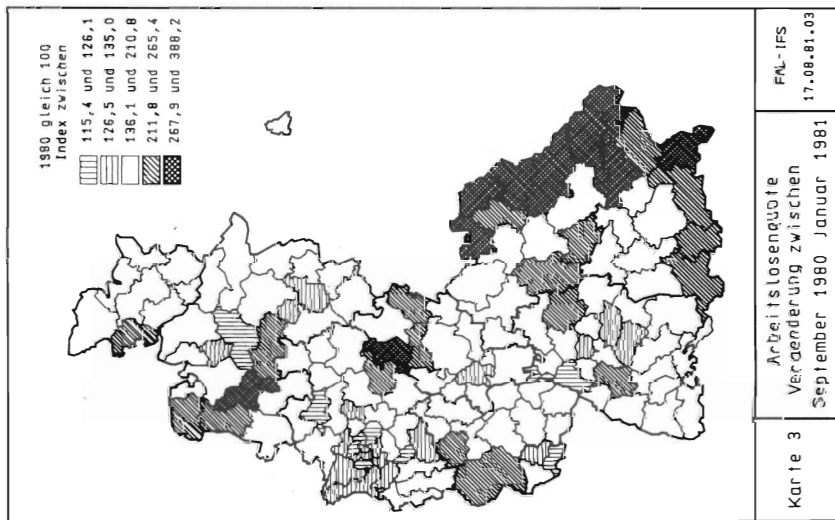 1980 gleich 100
Index zwischen
115,4 und 126,1
126,5 und 135,0
136,1 und 210,8
211,8 und 265,4
267,9 und 388,2
Karte 3
Arbeitslosenquote
Veraenderung zwischen
September 1980 Januar 1981
FAL-IFS
17.08.81.03